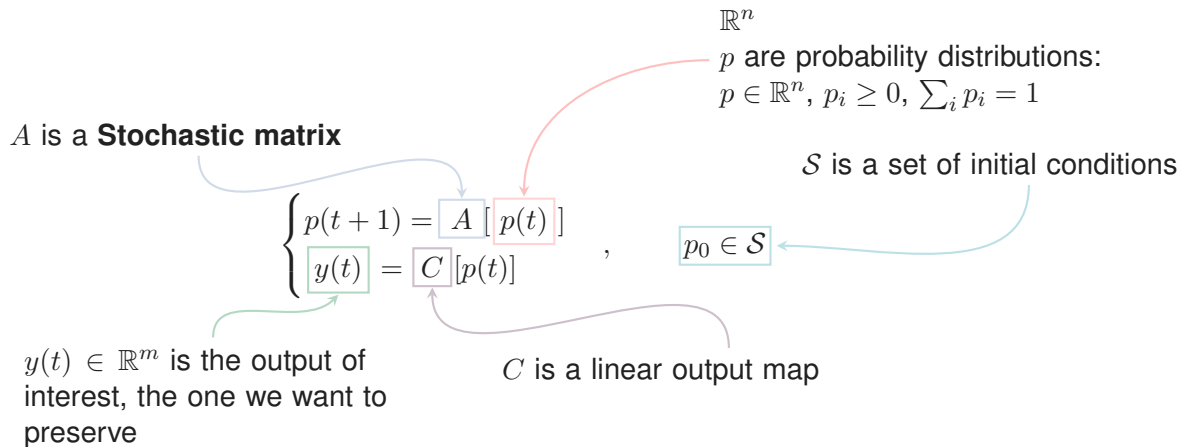 ℝⁿ
p are probability distributions:
p ∈ ℝⁿ, pᵢ ≥ 0, ∑ᵢ pᵢ = 1
A is a Stochastic matrix
𝒮 is a set of initial conditions
p(t + 1) = A [ p(t) ]
y(t) = C [p(t)]
, p₀ ∈ 𝒮
y(t) ∈ ℝᵐ is the output of
interest, the one we want to
preserve
C is a linear output map